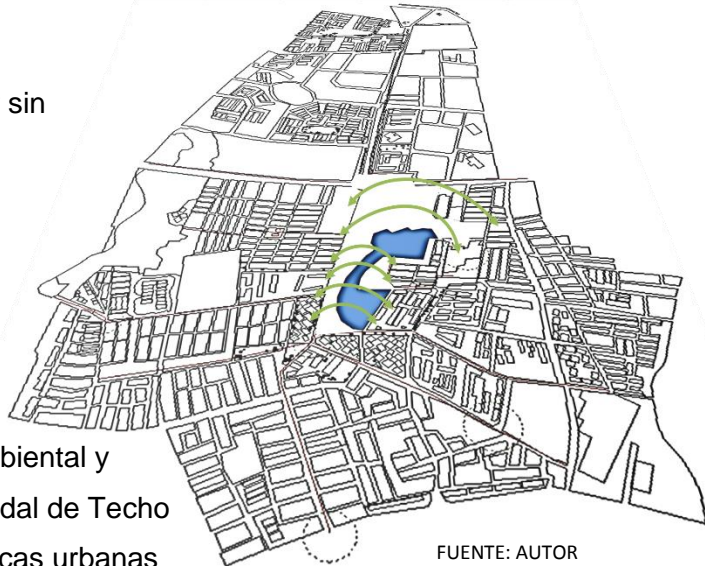 sin
biental y
dal de Techo
cas urbanas
FUENTE: AUTOR